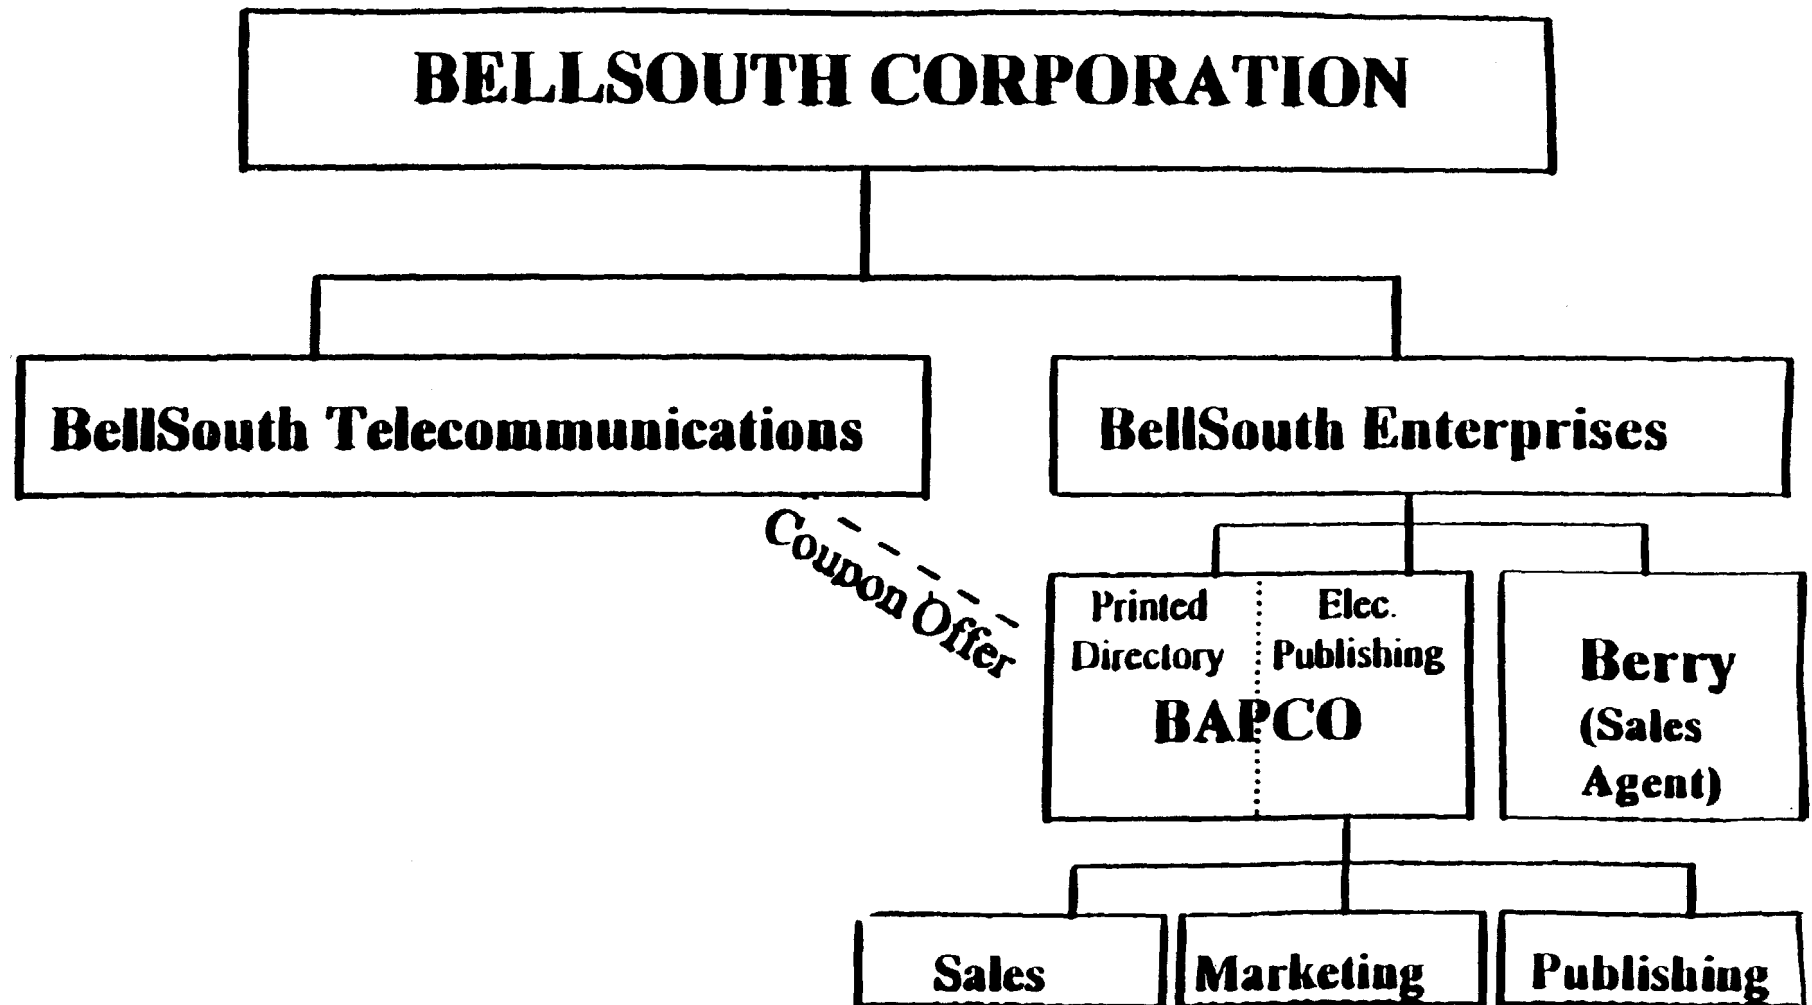 BELLSOUTH CORPORATION
BellSouth Telecommunications
BellSouth Enterprises
Coupon Offer
Printed
Directory
Elec.
Publishing
BAPCO
Berry
(Sales
Agent)
Sales
Marketing
Publishing